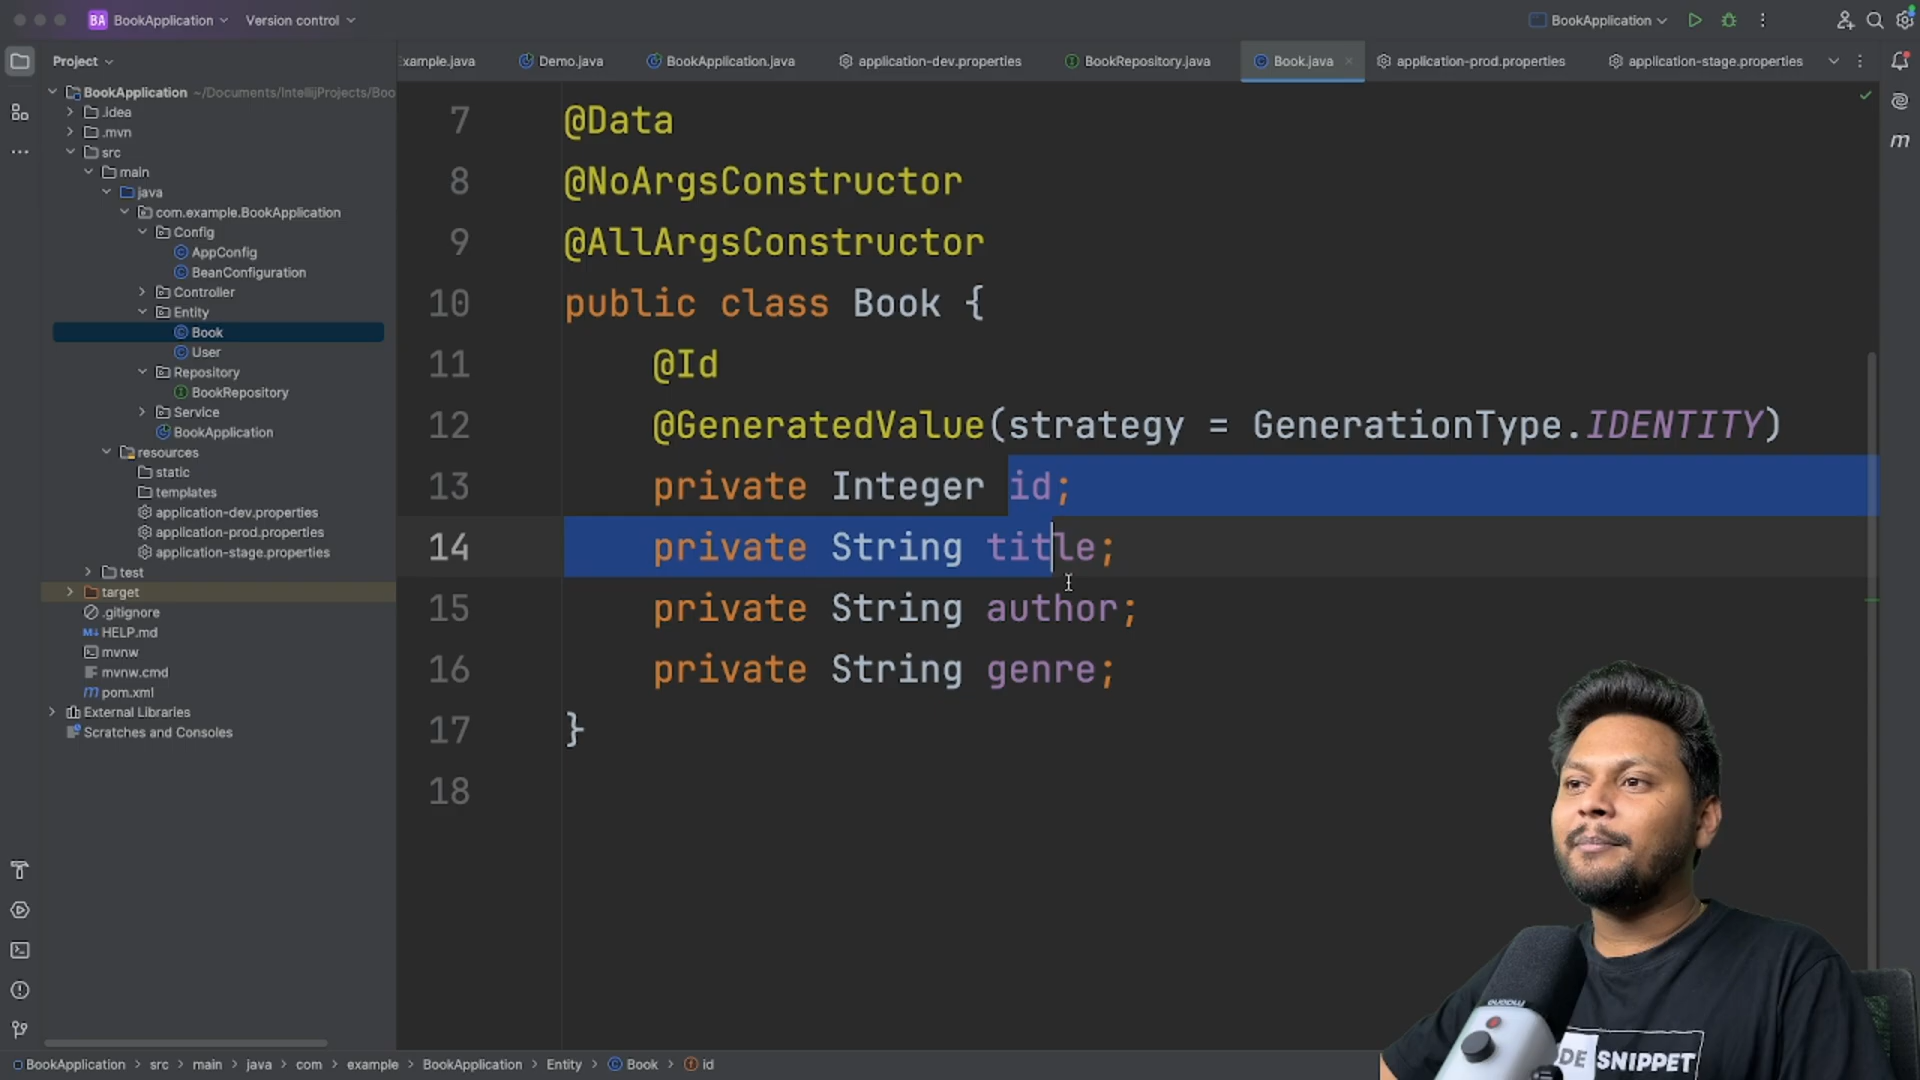 BA BookApplication Version control BookApplication
Project
xample.java Demo.java BookApplication.java application-dev.properties BookRepository.java Book.java application-prod.properties application-stage.properties
BookApplication ~/Documents/IntellijProjects/Boo
.idea
.mvn
src
main
java
com.example.BookApplication
Config
AppConfig
BeanConfiguration
Controller
Entity
Book
User
Repository
BookRepository
Service
BookApplication
resources
static
templates
application-dev.properties
application-prod.properties
application-stage.properties
test
target
.gitignore
HELP.md
mvnw
mvnw.cmd
pom.xml
External Libraries
Scratches and Consoles
7 @Data
8 @NoArgsConstructor
9 @AllArgsConstructor
10 public class Book {
11 @Id
12 @GeneratedValue(strategy = GenerationType.IDENTITY)
13 private Integer id;
14 private String title;
15 private String author;
16 private String genre;
17 }
18
DE SNIPPET
BookApplication src main java com example BookApplication Entity Book id